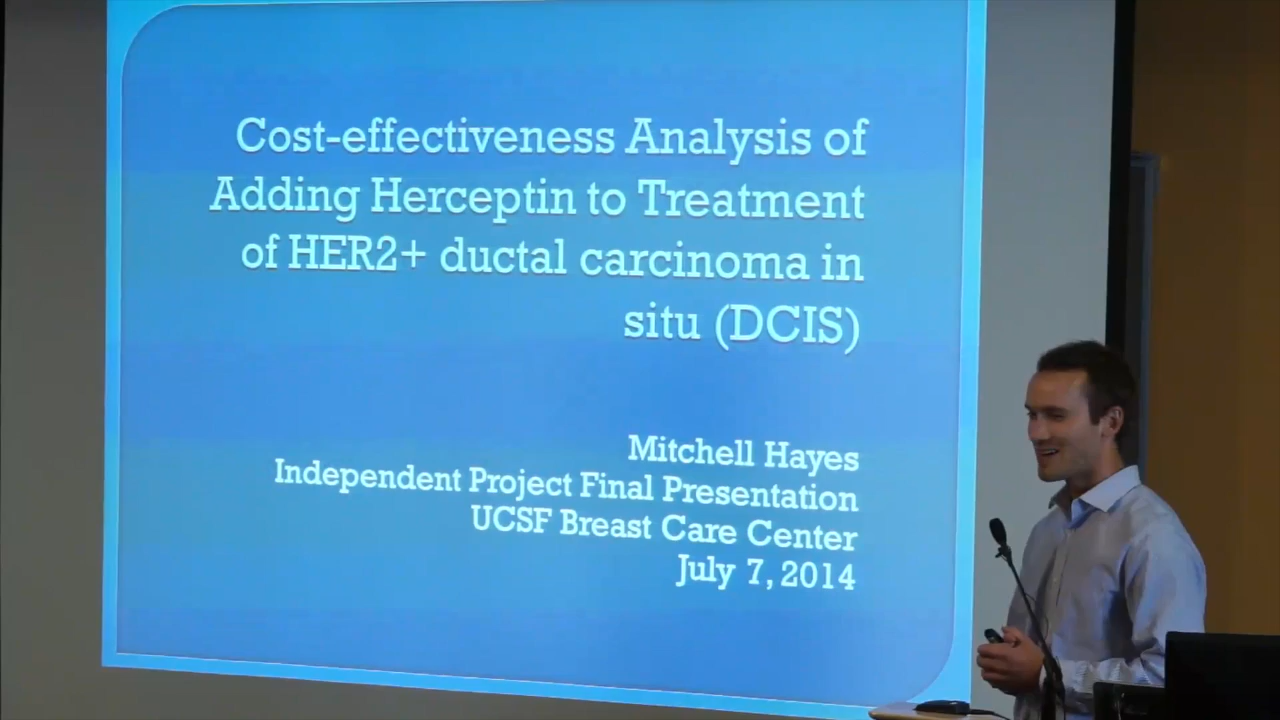 Cost-effectiveness Analysis of
Adding Herceptin to Treatment
of HER2+ ductal carcinoma in
situ (DCIS)
Mitchell Hayes
Independent Project Final Presentation
UCSF Breast Care Center
July 7, 2014